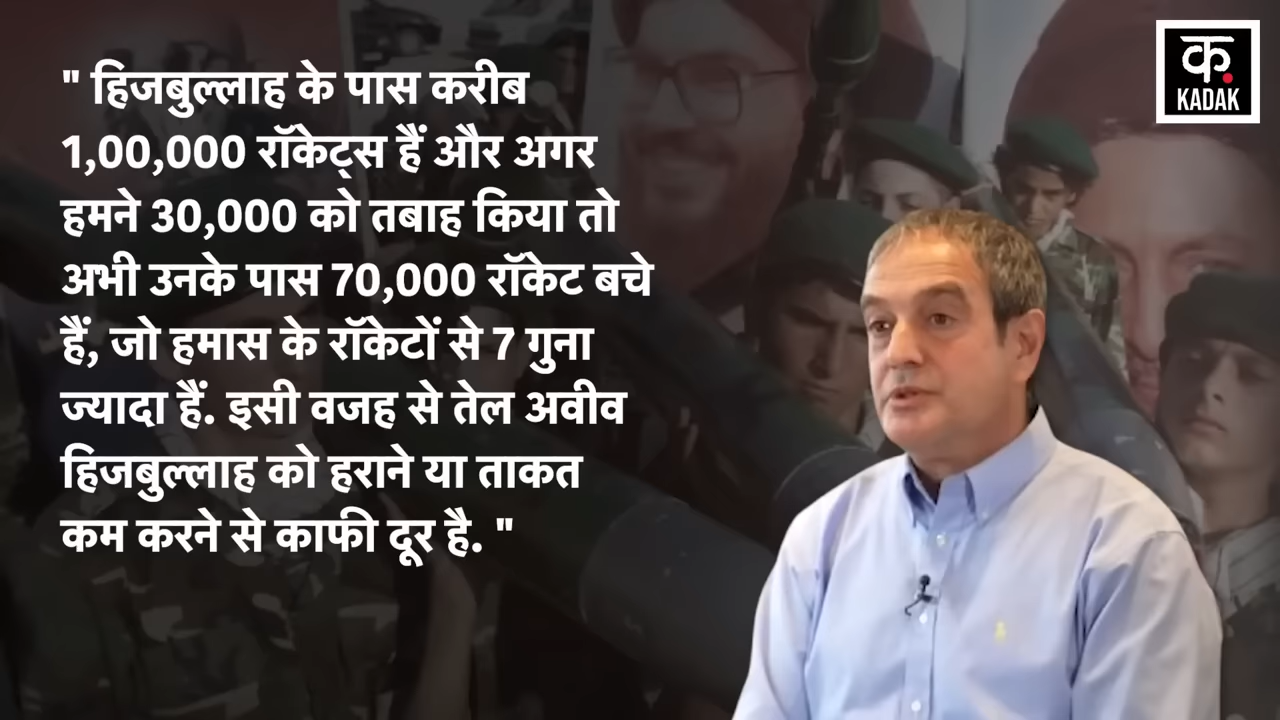 " हिजबुल्लाह के पास करीब
1,00,000 रॉकेट्स हैं और अगर
हमने 30,000 को तबाह किया तो
अभी उनके पास 70,000 रॉकेट बचे
हैं, जो हमास के रॉकेटों से 7 गुना
ज्यादा हैं. इसी वजह से तेल अवीव
हिजबुल्लाह को हराने या ताकत
कम करने से काफी दूर है. "
क
KADAK